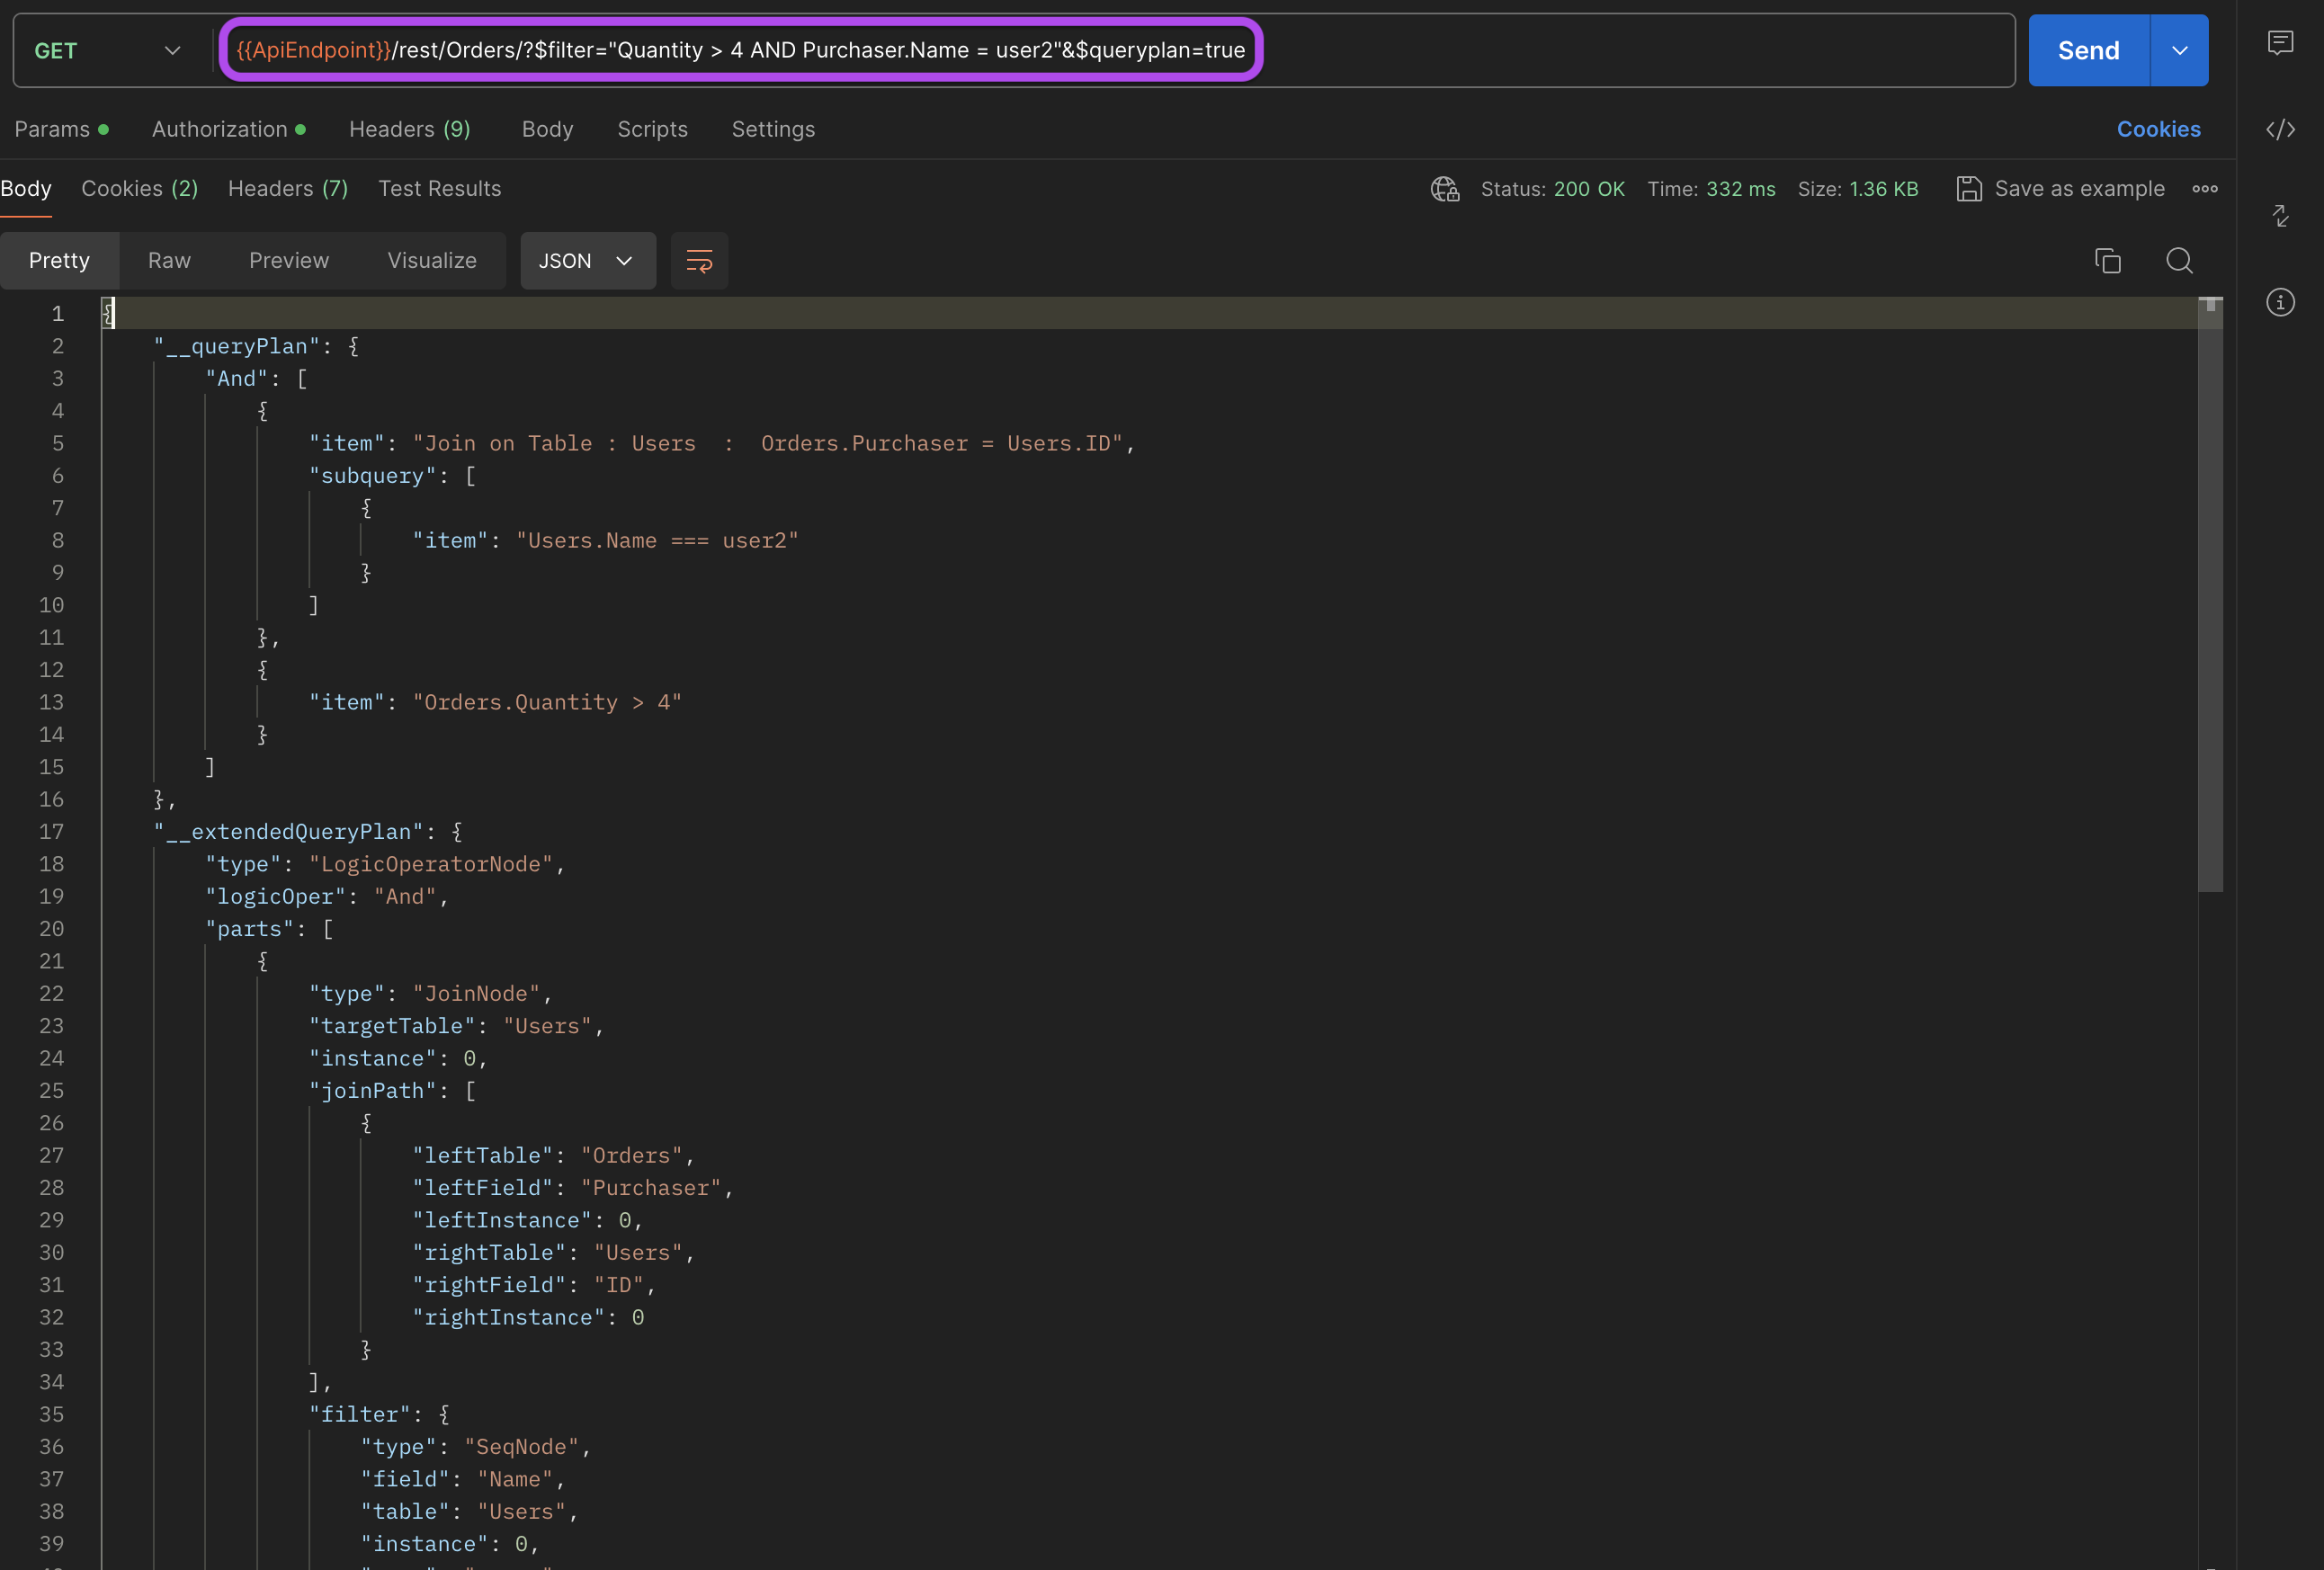 GET {{ApiEndpoint}}/rest/Orders/?$filter="Quantity > 4 AND Purchaser.Name = user2"&$queryplan=true Send
Params Authorization Headers (9) Body Scripts Settings Cookies
Body Cookies (2) Headers (7) Test Results Status: 200 OK Time: 332 ms Size: 1.36 KB Save as example
Pretty Raw Preview Visualize JSON
1 {
2 "__queryPlan": {
3 "And": [
4 {
5 "item": "Join on Table : Users  :  Orders.Purchaser = Users.ID",
6 "subquery": [
7 {
8 "item": "Users.Name === user2"
9 }
10 ]
11 },
12 {
13 "item": "Orders.Quantity > 4"
14 }
15 ]
16 },
17 "__extendedQueryPlan": {
18 "type": "LogicOperatorNode",
19 "logicOper": "And",
20 "parts": [
21 {
22 "type": "JoinNode",
23 "targetTable": "Users",
24 "instance": 0,
25 "joinPath": [
26 {
27 "leftTable": "Orders",
28 "leftField": "Purchaser",
29 "leftInstance": 0,
30 "rightTable": "Users",
31 "rightField": "ID",
32 "rightInstance": 0
33 }
34 ],
35 "filter": {
36 "type": "SeqNode",
37 "field": "Name",
38 "table": "Users",
39 "instance": 0,